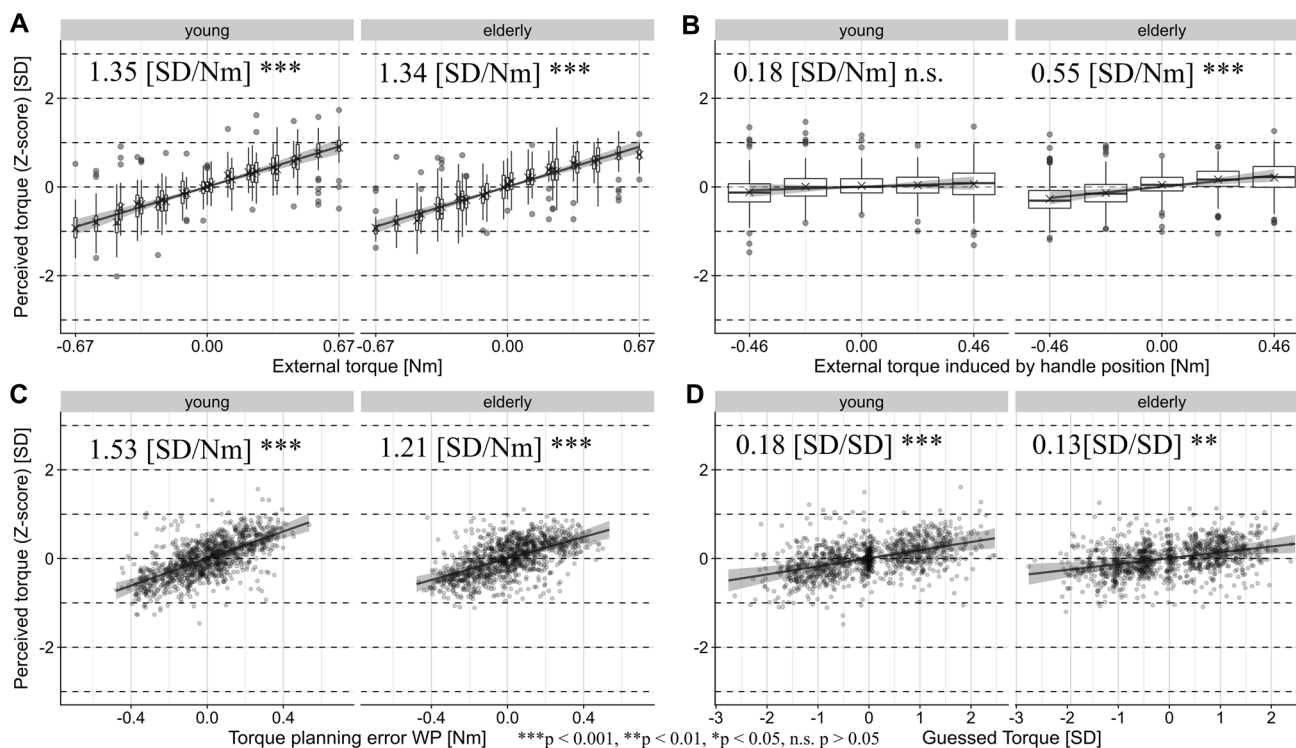 A
young
elderly
B
young
elderly
Perceived torque (Z-score) [SD]
1.35 [SD/Nm] ***
1.34 [SD/Nm] ***
0.18 [SD/Nm] n.s.
0.55 [SD/Nm] ***
2
0
-2
2
0
-2
-0.67
0.00
0.67
-0.67
0.00
0.67
-0.46
0.00
0.46
-0.46
0.00
0.46
External torque [Nm]
External torque induced by handle position [Nm]
C
young
elderly
D
young
elderly
Perceived torque (Z-score) [SD]
1.53 [SD/Nm] ***
1.21 [SD/Nm] ***
0.18 [SD/SD] ***
0.13[SD/SD] **
2
0
-2
2
0
-2
-0.4
0.0
0.4
-0.4
0.0
0.4
-3
-2
-1
0
1
2
-3
-2
-1
0
1
2
Torque planning error WP [Nm]
***p < 0.001, **p < 0.01, *p < 0.05, n.s. p > 0.05
Guessed Torque [SD]